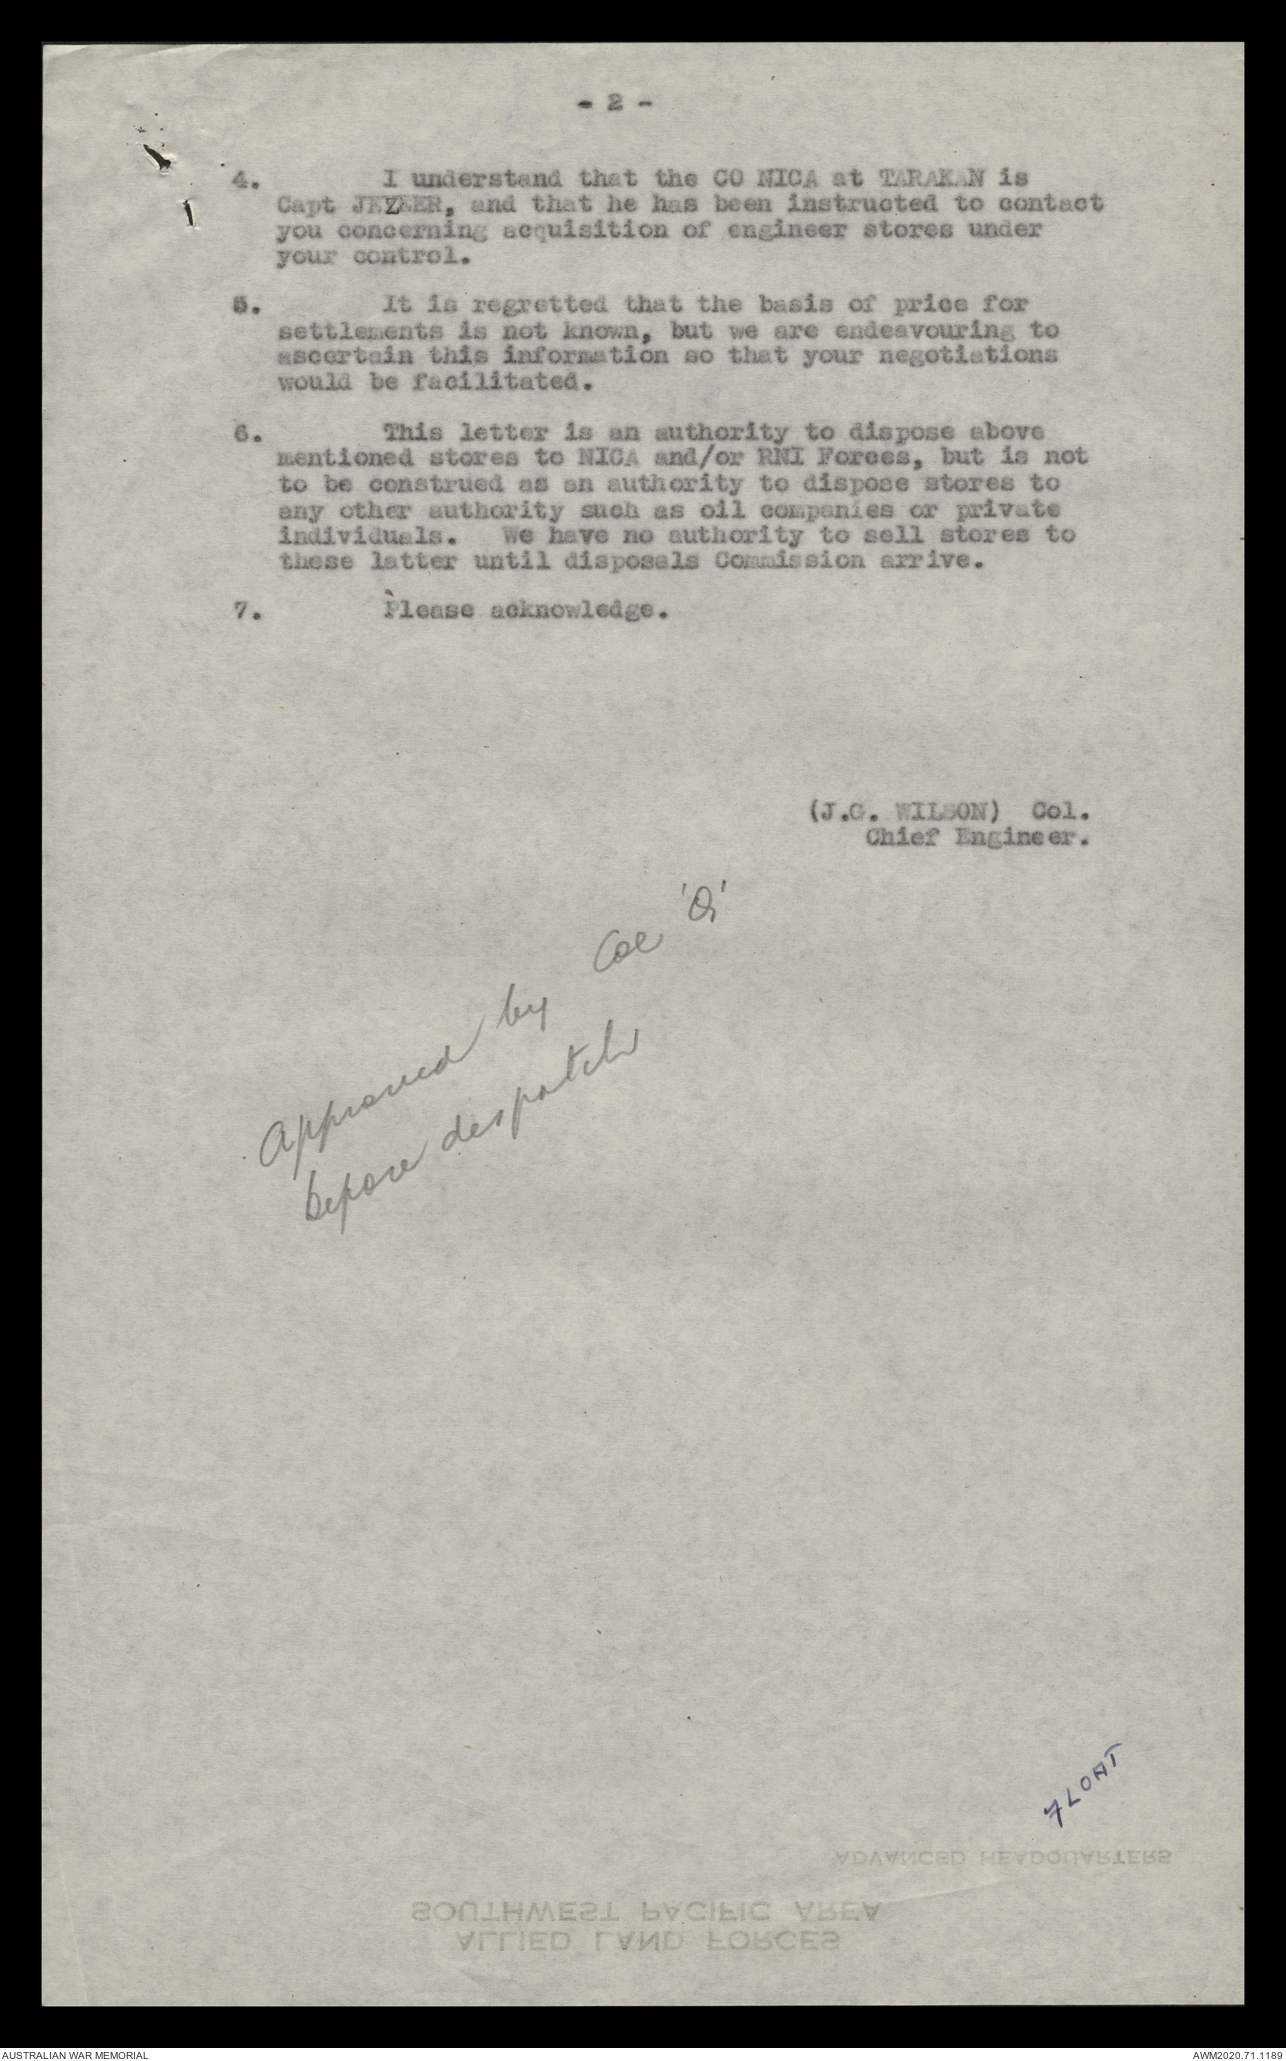 - 2 -
4. I understand that the CO NICA at TARAKAN is
Capt JEZEER, and that he has been instructed to contact
you concerning acquisition of engineer stores under
your control.
5. It is regretted that the basis of price for
settlements is not known, but we are endeavouring to
ascertain this information so that your negotiations
would be facilitated.
6. This letter is an authority to dispose above
mentioned stores to NICA and/or RNI Forces, but is not
to be construed as an authority to dispose stores to
any other authority such as oil companies or private
individuals. We have no authority to sell stores to
these latter until disposals Commission arrive.
7. Please acknowledge.
(J.G. WILSON) Col.
Chief Engineer.
Approved by Col 'Q'
before despatch
FLOAT
ADVANCED HEADQUARTERS
SOUTHWEST PACIFIC AREA
ALLIED LAND FORCES
AUSTRALIAN WAR MEMORIAL
AWM2020.71.1189